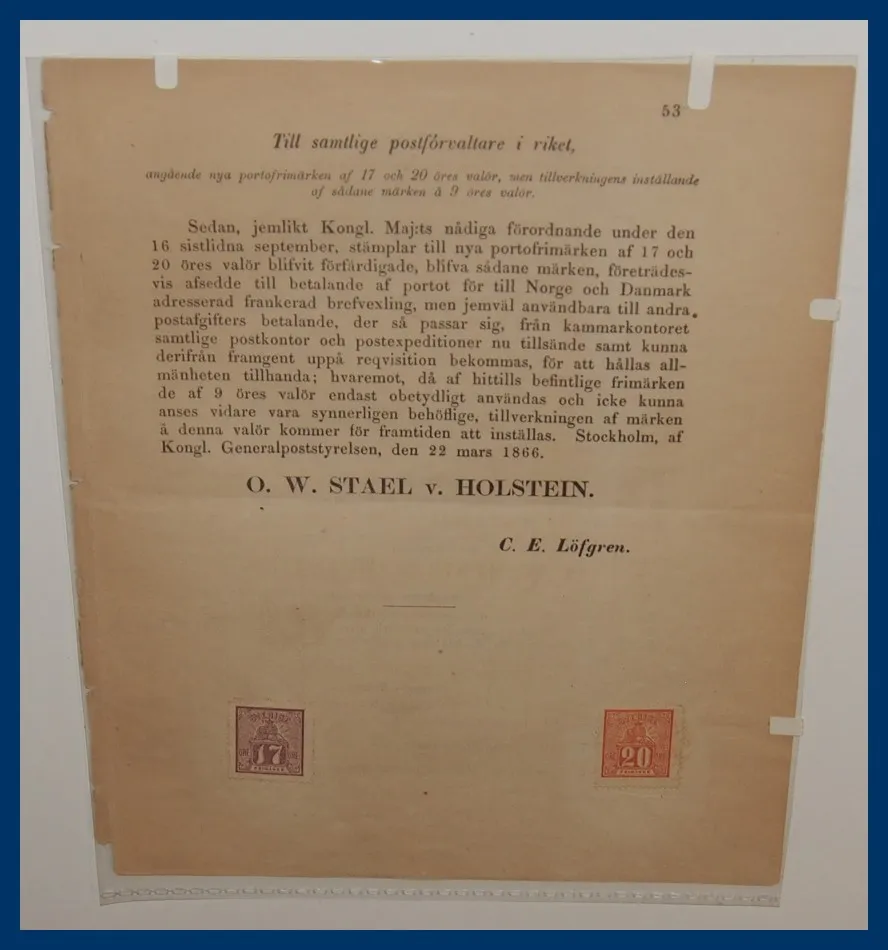 53
Till samtlige postförvaltare i riket,
angående nya portofrimärken af 17 och 20 öres valör, men tillverkningens inställande
af sådane märken à 9 öres valör.
Sedan, jemlikt Kongl. Maj:ts nådiga förordnande under den
16 sistlidna september, stämplar till nya portofrimärken af 17 och
20 öres valör blifvit förfärdigade, blifva sådane märken, företrädes-
vis afsedde till betalande af portot för till Norge och Danmark
adresserad frankerad brefvexling, men jemväl användbara till andra
postafgifters betalande, der så passar sig, från kammarkontoret
samtlige postkontor och postexpeditioner nu tillsände samt kunna
derifrån framgent uppå reqvisition bekommas, för att hållas all-
mänheten tillhanda; hvaremot, då af hittills befintlige frimärken
de af 9 öres valör endast obetydligt användas och icke kunna
anses vidare vara synnerligen behöflige, tillverkningen af märken
à denna valör kommer för framtiden att inställas. Stockholm, af
Kongl. Generalpoststyrelsen, den 22 mars 1866.
O. W. STAEL v. HOLSTEIN.
C. E. Löfgren.
SVERIGE
ÖRE 17 ÖRE
FRIMÄRKE
SVERIGE
ÖRE 20
FRIMÄRKE